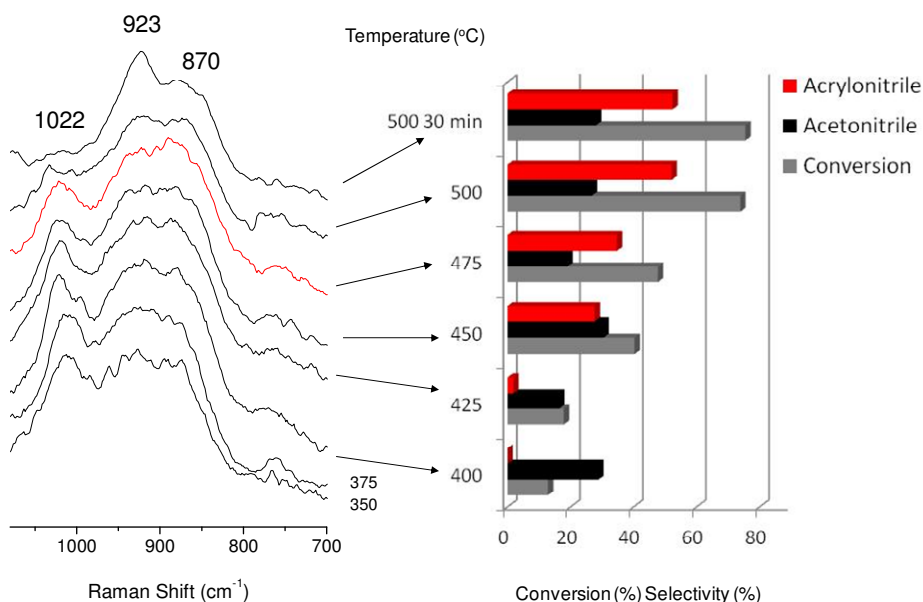 923
870
1022
Temperature (°C)
500 30 min
500
475
450
425
400
375
350
1000
900
800
700
Raman Shift (cm⁻¹)
Acrylonitrile
Acetonitrile
Conversion
0
20
40
60
80
Conversion (%) Selectivity (%)